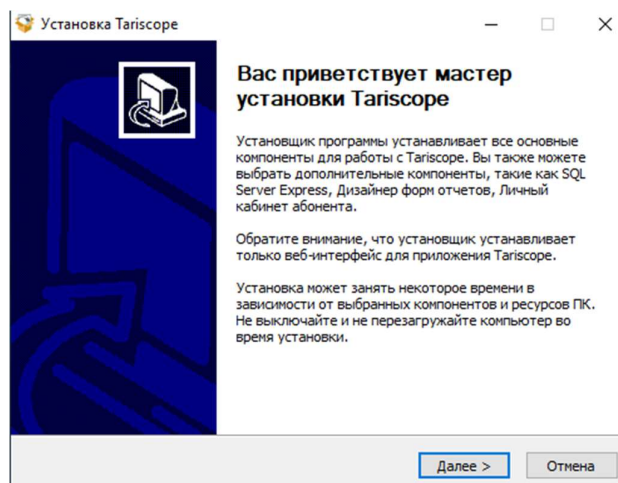 Установка Tariscope
Вас приветствует мастер
установки Tariscope
Установщик программы устанавливает все основные
компоненты для работы с Tariscope. Вы также можете
выбрать дополнительные компоненты, такие как SQL
Server Express, Дизайнер форм отчетов, Личный
кабинет абонента.
Обратите внимание, что установщик устанавливает
только веб-интерфейс для приложения Tariscope.
Установка может занять некоторое времени в
зависимости от выбранных компонентов и ресурсов ПК.
Не выключайте и не перезагружайте компьютер во
время установки.
Далее > Отмена